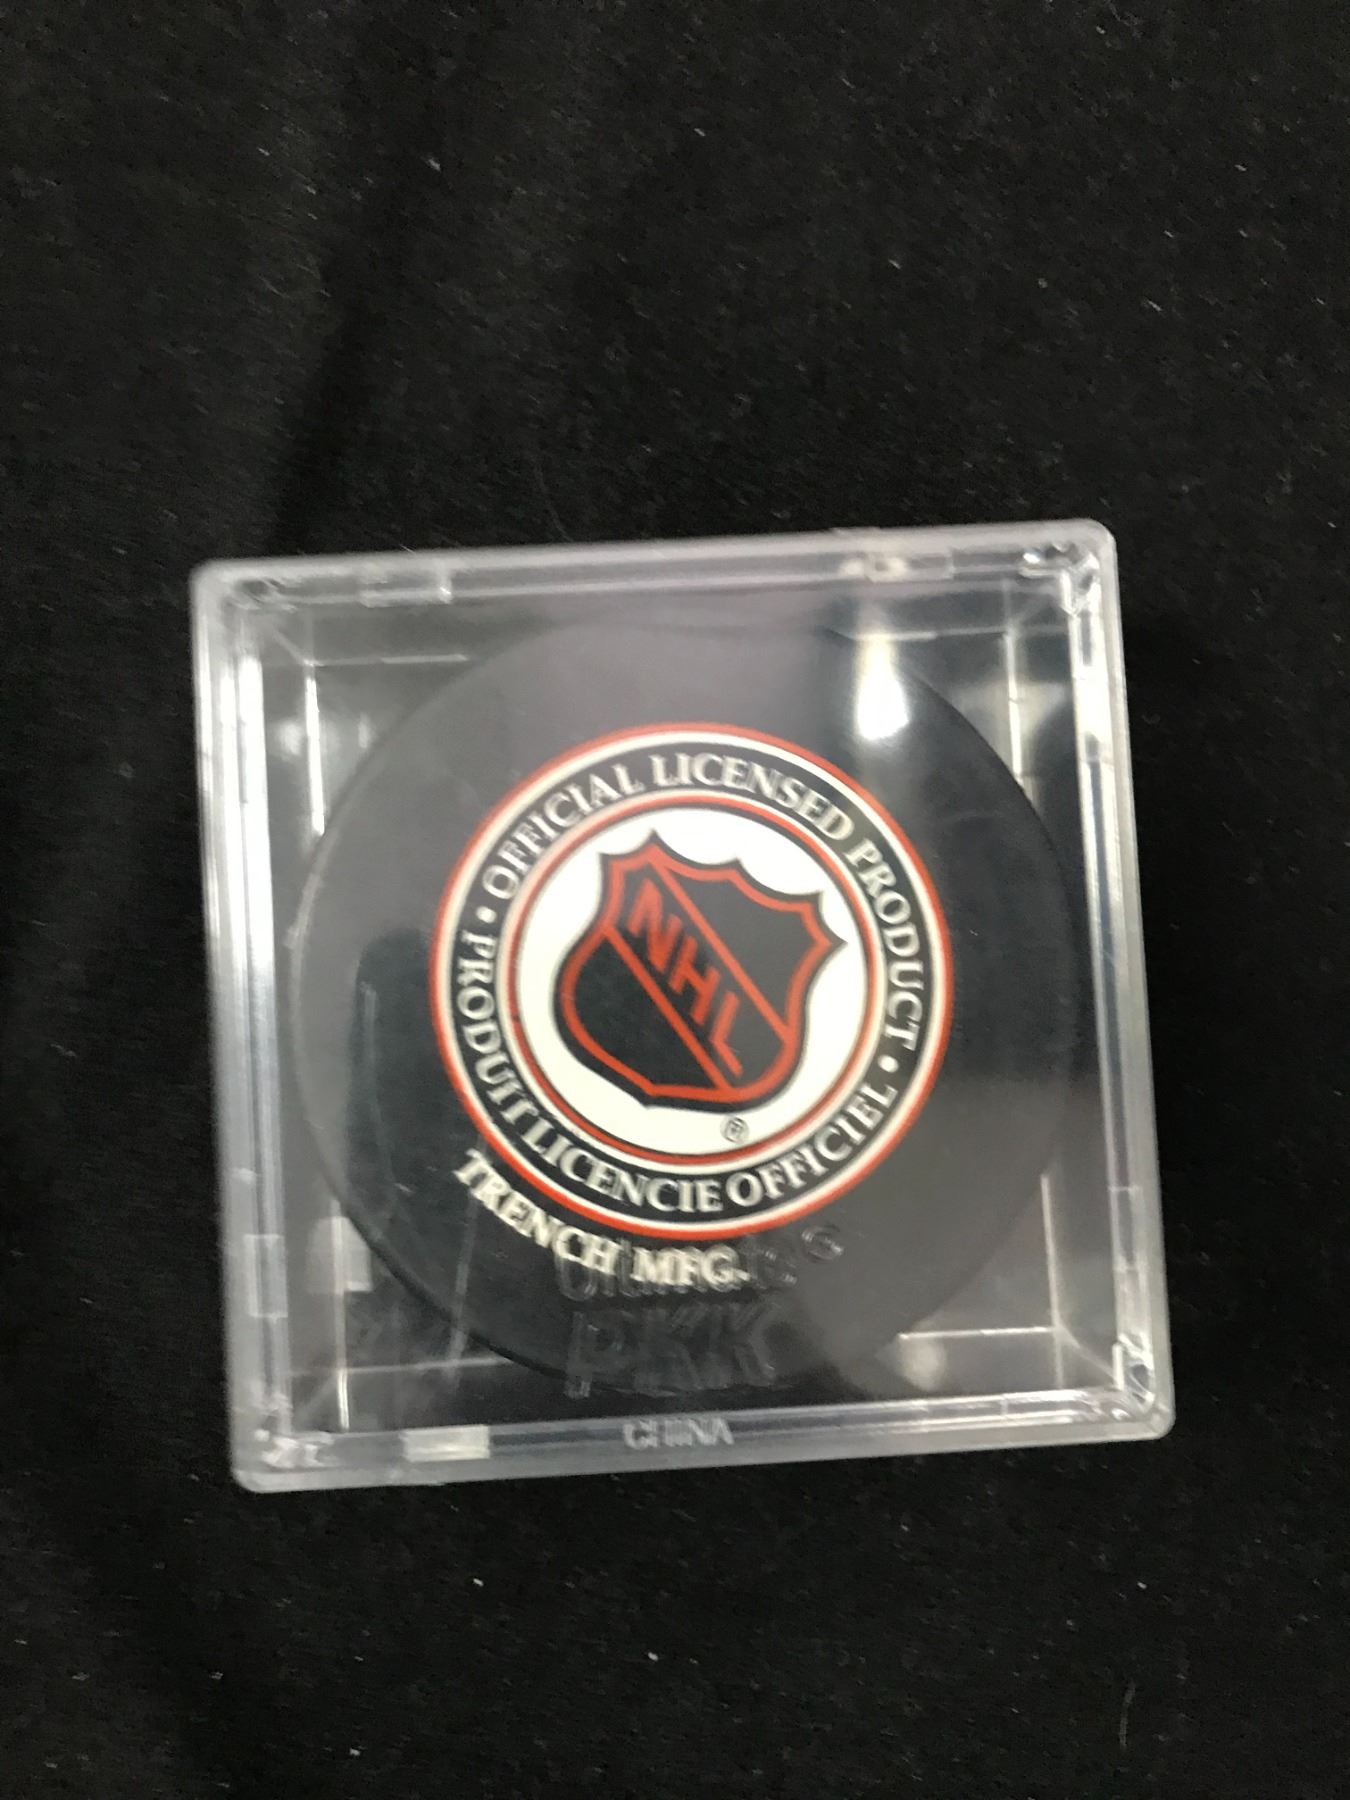 OFFICIAL LICENSED PRODUCT •
PRODUIT LICENCIE OFFICIEL •
NHL
®
TRENCH MFG.
CHINA